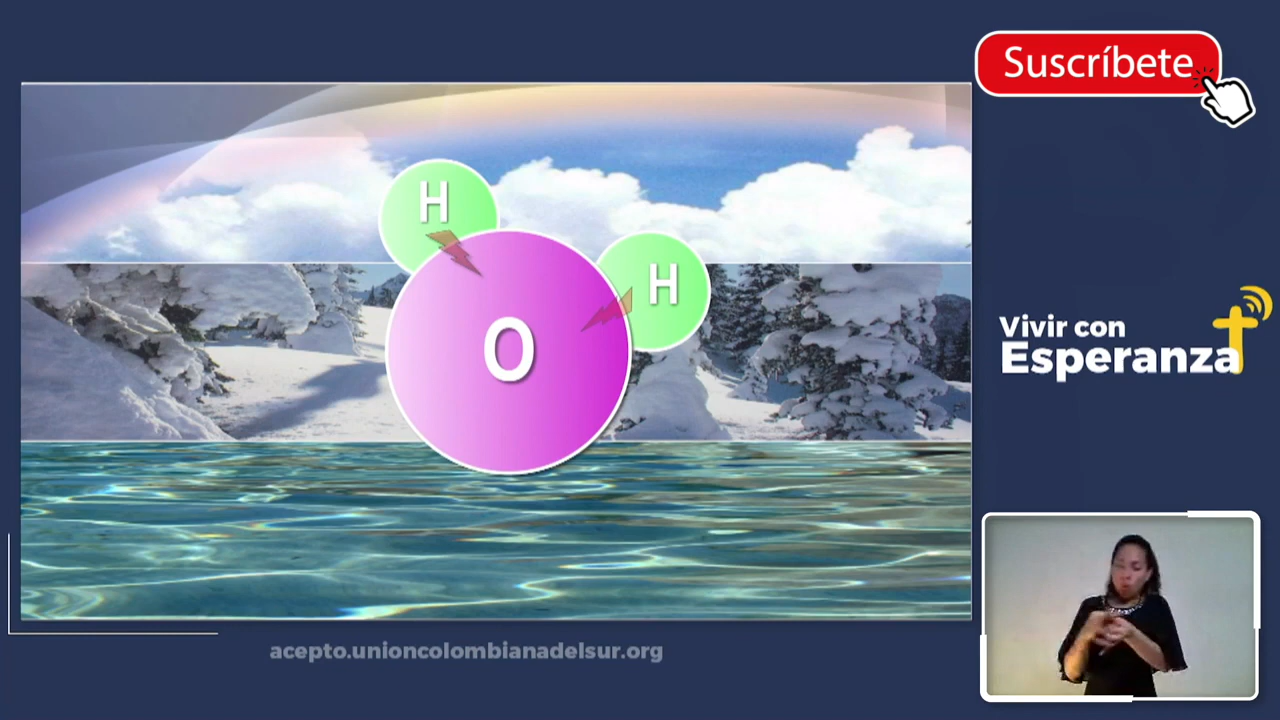 Suscríbete
H
H
O
Vivir con
Esperanza
acepto.unioncolombianadelsur.org